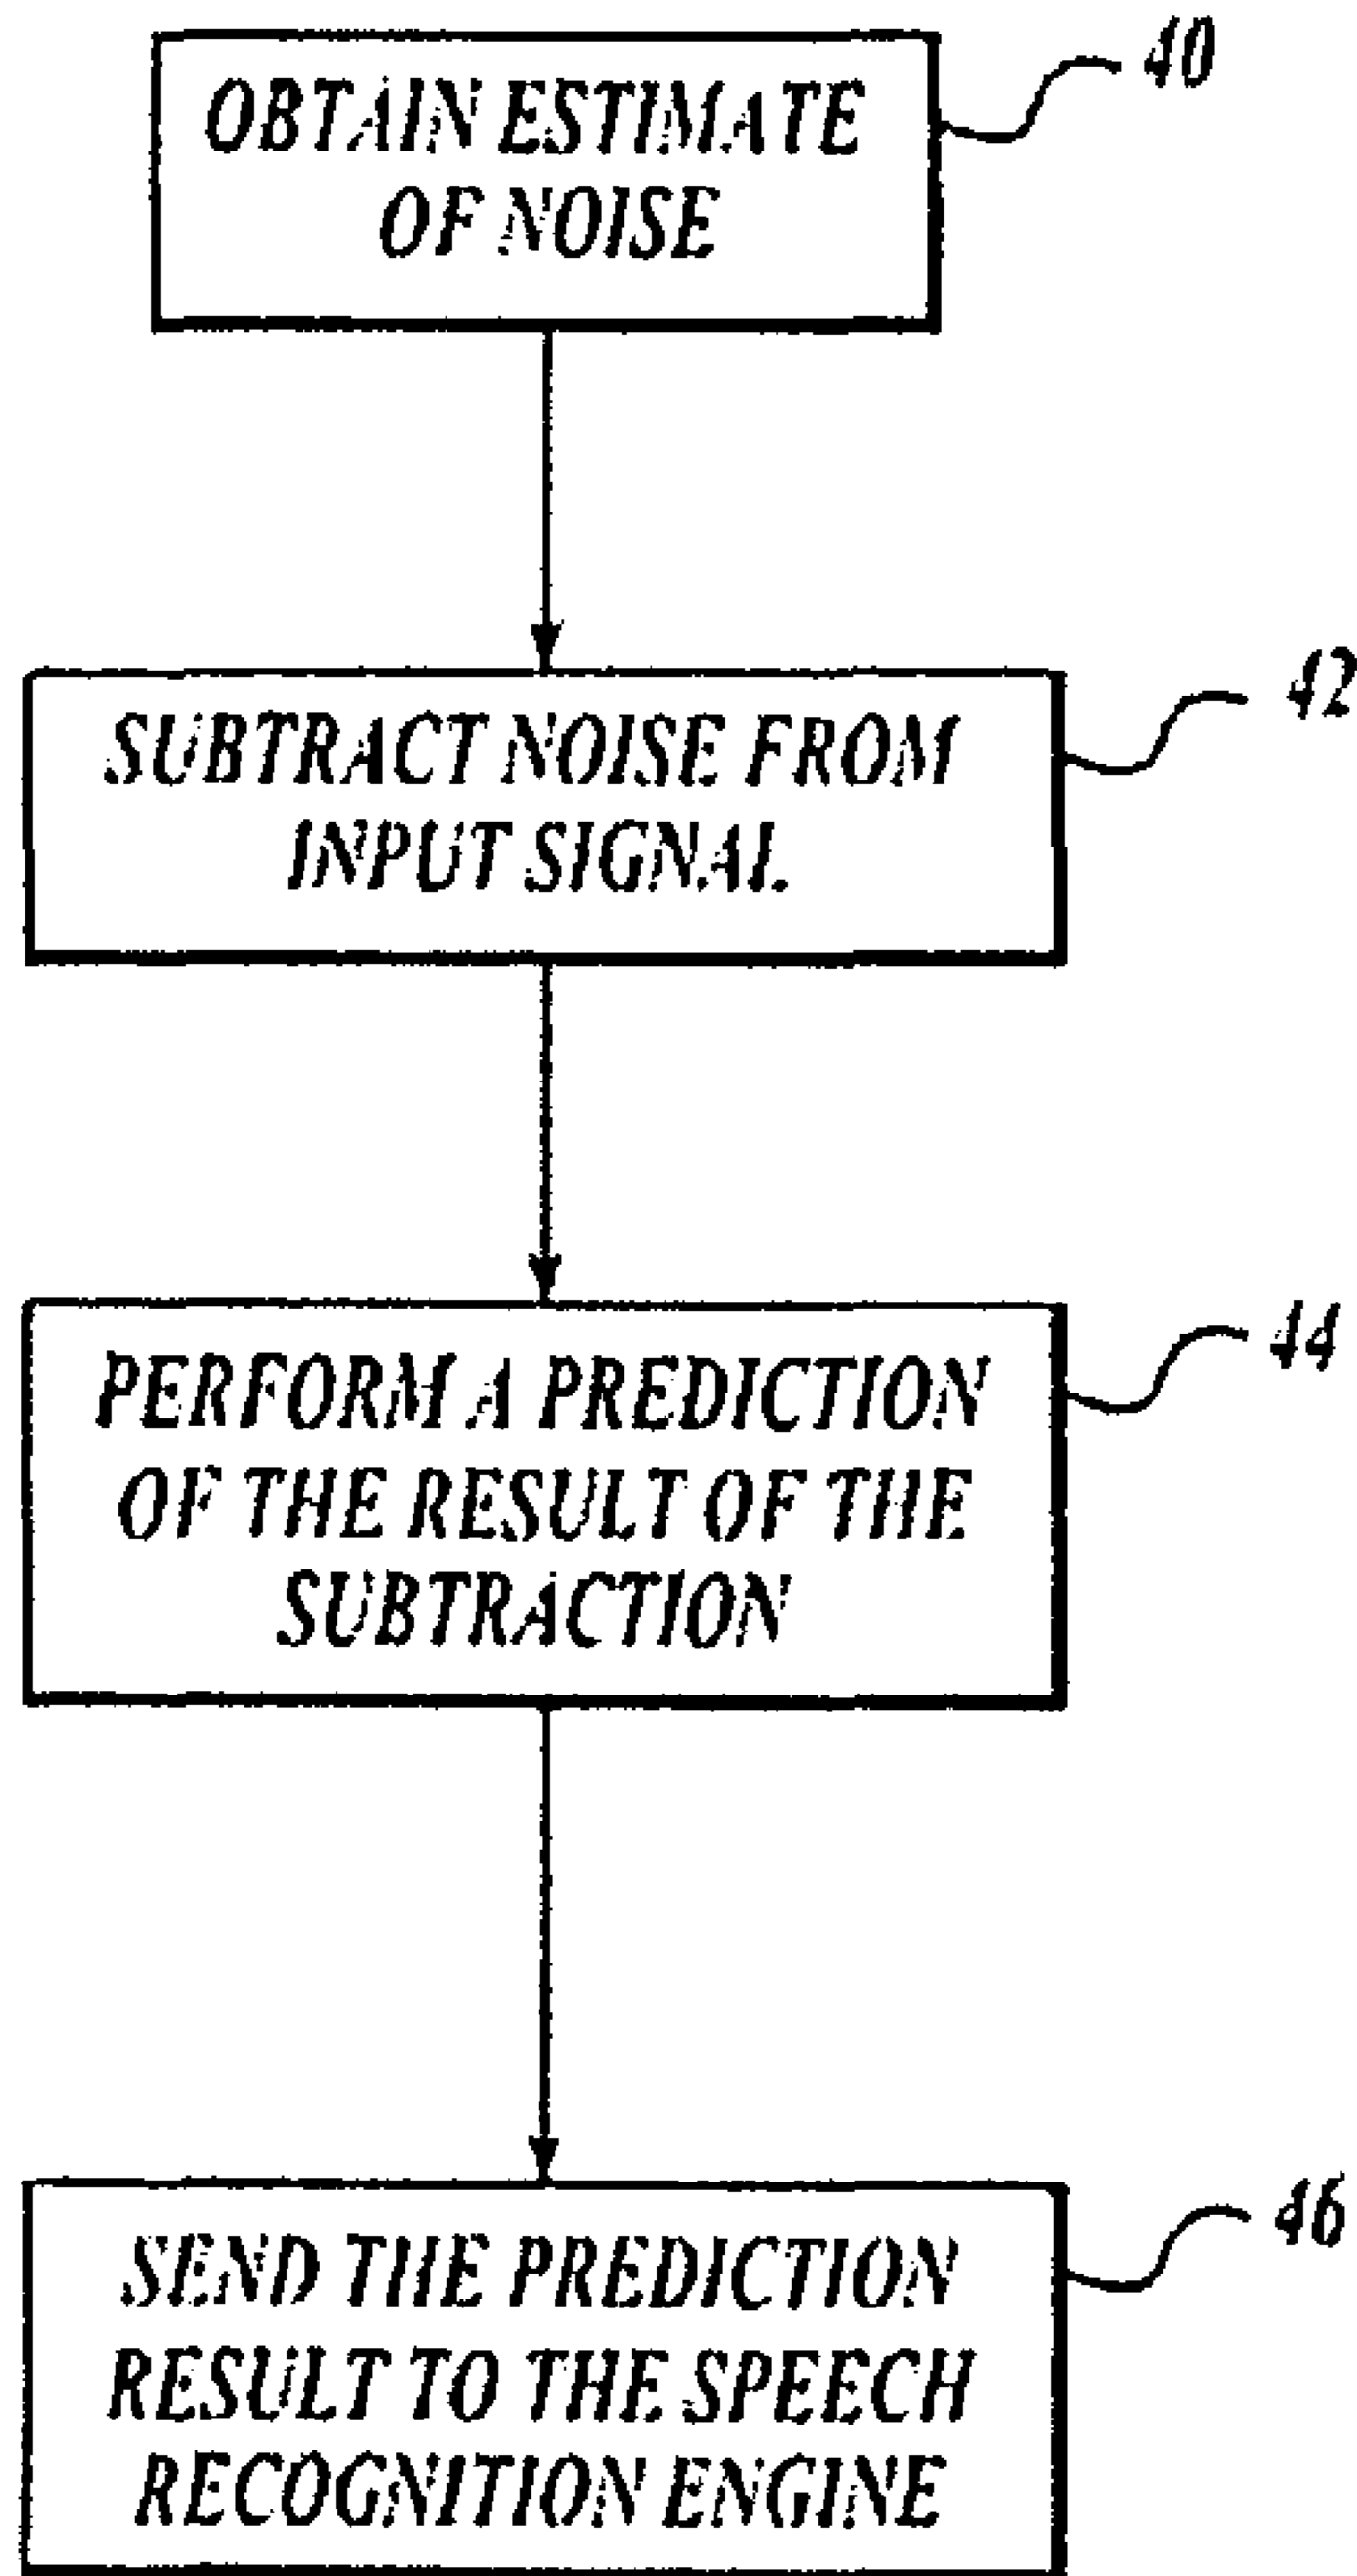 OBTAIN ESTIMATE
OF NOISE
40
SUBTRACT NOISE FROM
INPUT SIGNAL
42
PERFORM A PREDICTION
OF THE RESULT OF THE
SUBTRACTION
44
SEND THE PREDICTION
RESULT TO THE SPEECH
RECOGNITION ENGINE
46